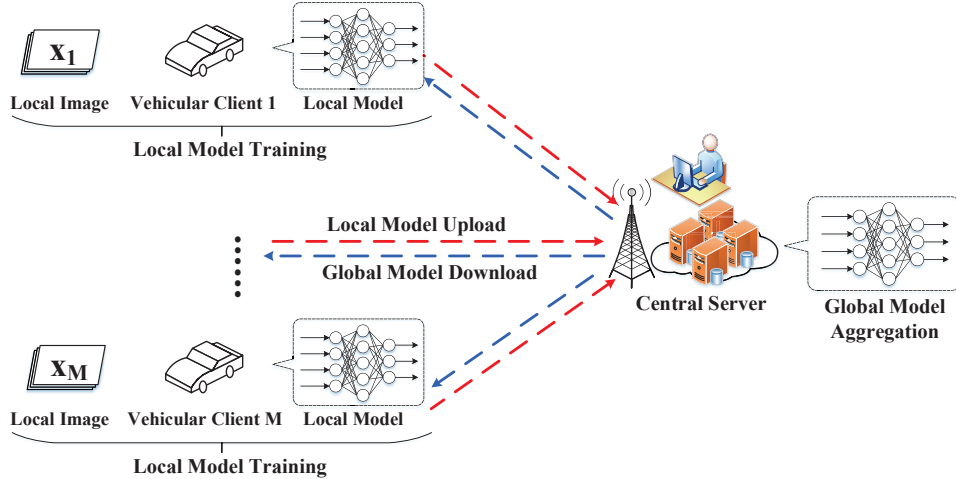 x1
Local Image
Vehicular Client 1
Local Model
Local Model Training
Local Model Upload
Global Model Download
Central Server
Global Model
Aggregation
xM
Local Image
Vehicular Client M
Local Model
Local Model Training